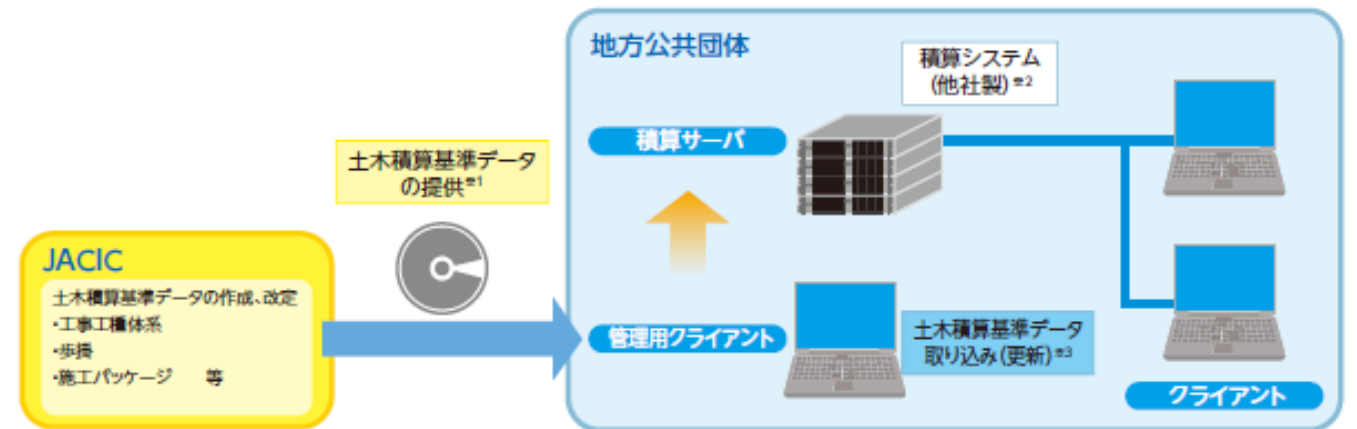 地方公共団体
積算システム
(他社製)※2
積算サーバ
土木積算基準データ
の提供※1
JACIC
土木積算基準データの作成、改定
・工事工種体系
・歩掛
・施工パッケージ 等
管理用クライアント
土木積算基準データ
取り込み(更新)※3
クライアント